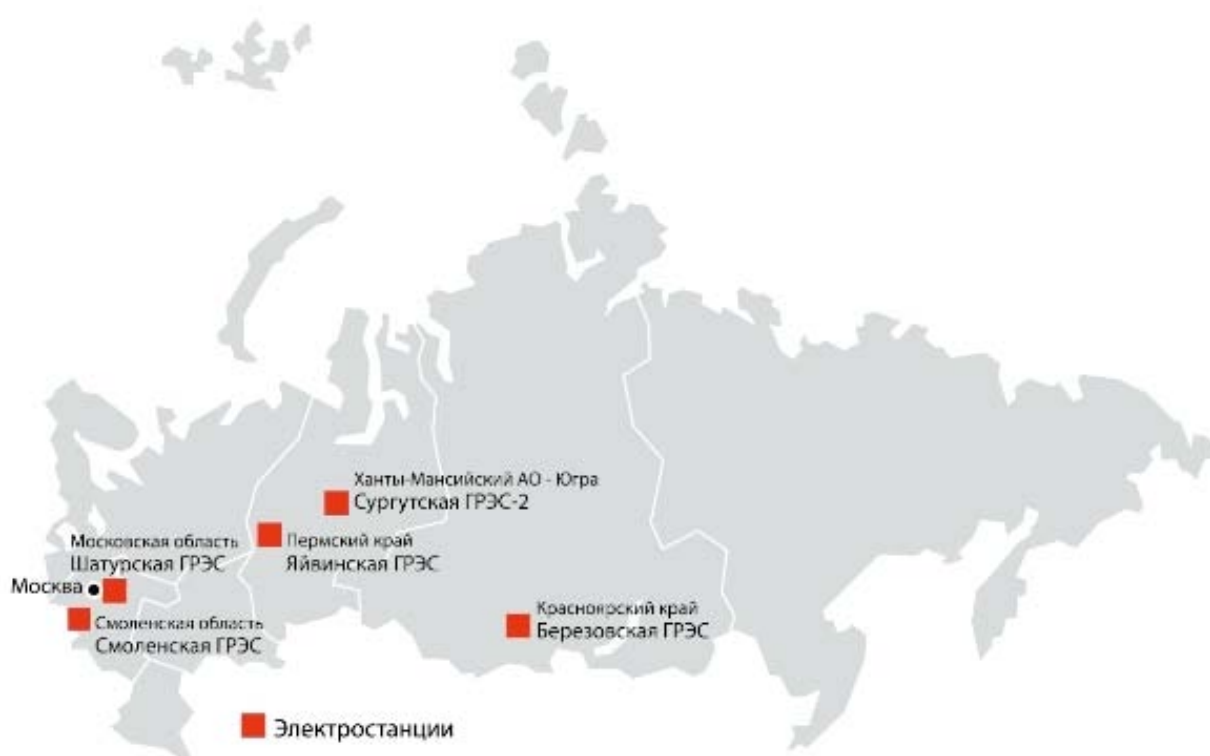 Ханты-Мансийский АО - Югра
Сургутская ГРЭС-2
Пермский край
Яйвинская ГРЭС
Московская область
Шатурская ГРЭС
Москва
Смоленская область
Смоленская ГРЭС
Красноярский край
Березовская ГРЭС
Электростанции